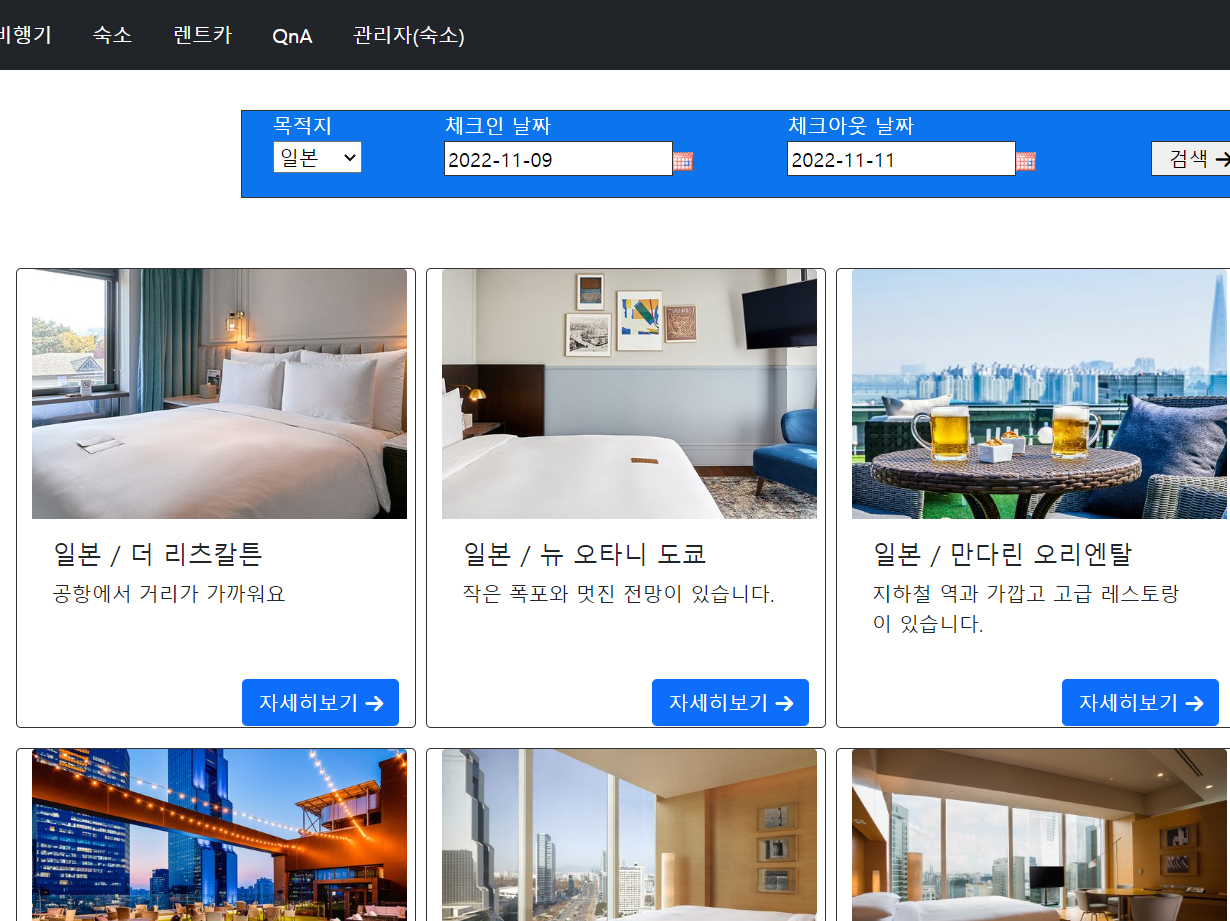 비행기 숙소 렌트카 QnA 관리자(숙소)
목적지 체크인 날짜 체크아웃 날짜
일본 2022-11-09 2022-11-11 검색
일본 / 더 리츠칼튼
공항에서 거리가 가까워요
자세히보기
일본 / 뉴 오타니 도쿄
작은 폭포와 멋진 전망이 있습니다.
자세히보기
일본 / 만다린 오리엔탈
지하철 역과 가깝고 고급 레스토랑
이 있습니다.
자세히보기